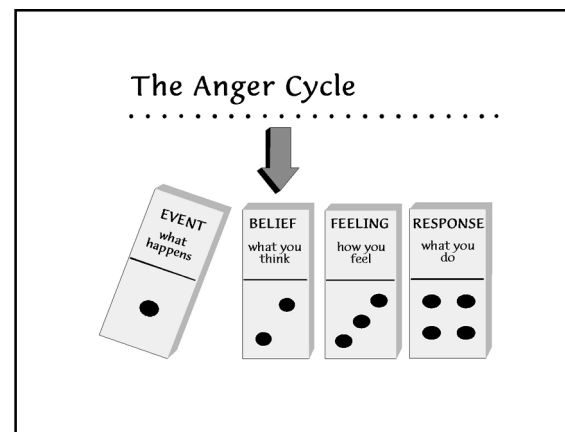 The Anger Cycle
EVENT
what
happens
BELIEF
what you
think
FEELING
how you
feel
RESPONSE
what you
do